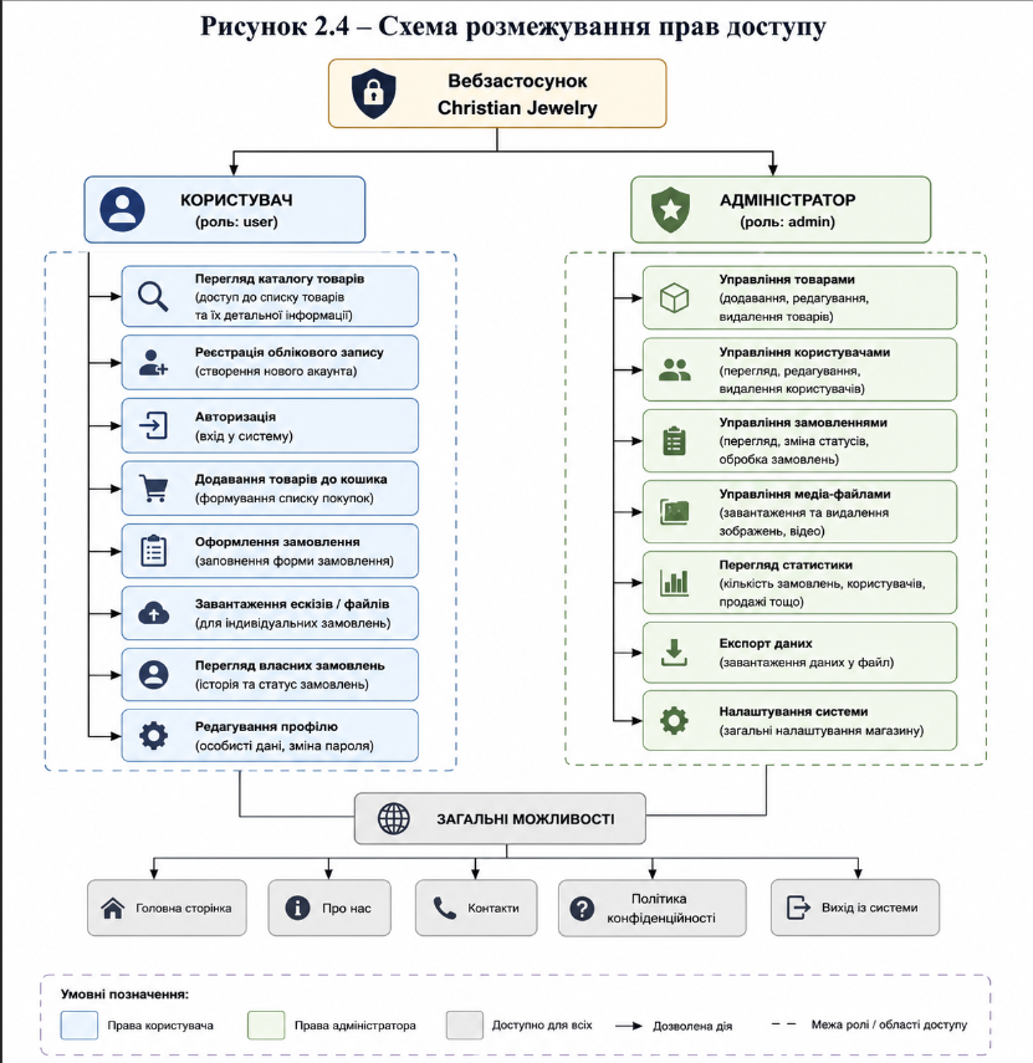 Рисунок 2.4 – Схема розмежування прав доступу
Вебзастосунок
Christian Jewelry
КОРИСТУВАЧ
(роль: user)
АДМІНІСТРАТОР
(роль: admin)
Перегляд каталогу товарів
(доступ до списку товарів
та їх детальної інформації)
Реєстрація облікового запису
(створення нового акаунта)
Авторизація
(вхід у систему)
Додавання товарів до кошика
(формування списку покупок)
Оформлення замовлення
(заповнення форми замовлення)
Завантаження ескізів / файлів
(для індивідуальних замовлень)
Перегляд власних замовлень
(історія та статус замовлень)
Редагування профілю
(особисті дані, зміна пароля)
Управління товарами
(додавання, редагування,
видалення товарів)
Управління користувачами
(перегляд, редагування,
видалення користувачів)
Управління замовленнями
(перегляд, зміна статусів,
обробка замовлень)
Управління медіа-файлами
(завантаження та видалення
зображень, відео)
Перегляд статистики
(кількість замовлень, користувачів,
продажі тощо)
Експорт даних
(завантаження даних у файл)
Налаштування системи
(загальні налаштування магазину)
ЗАГАЛЬНІ МОЖЛИВОСТІ
Головна сторінка
Про нас
Контакти
Політика
конфіденційності
Вихід із системи
Умовні позначення:
Права користувача
Права адміністратора
Доступно для всіх
Дозволена дія
Межа ролі / області доступу